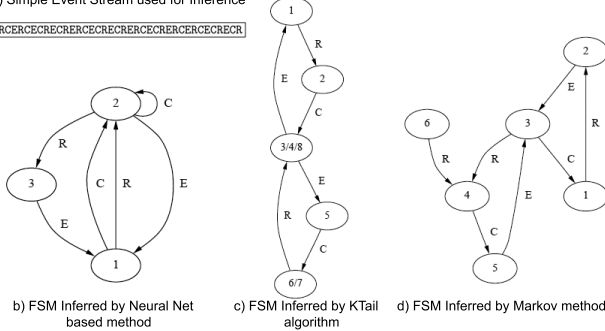 ) Simple Event Stream used for Inference
RCERCECRECRERCECRECRERCECRERCERCECRECR
2
C
R
3
C
R
E
E
1
b) FSM Inferred by Neural Net
based method
1
R
E
2
C
3/4/8
E
R
5
C
6/7
c) FSM Inferred by KTail
algorithm
2
E
6
3
R
R
R
C
4
E
1
C
5
d) FSM Inferred by Markov method